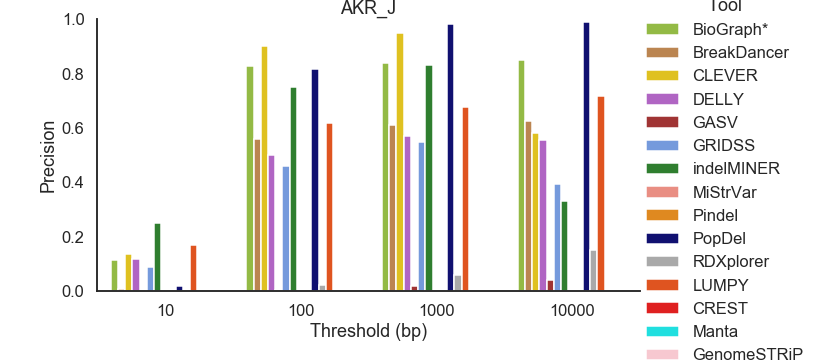 AKR_J
Tool
1.0
0.8
0.6
0.4
0.2
0.0
Precision
10
100
1000
10000
Threshold (bp)
BioGraph*
BreakDancer
CLEVER
DELLY
GASV
GRIDSS
indelMINER
MiStrVar
Pindel
PopDel
RDXplorer
LUMPY
CREST
Manta
GenomeSTRiP